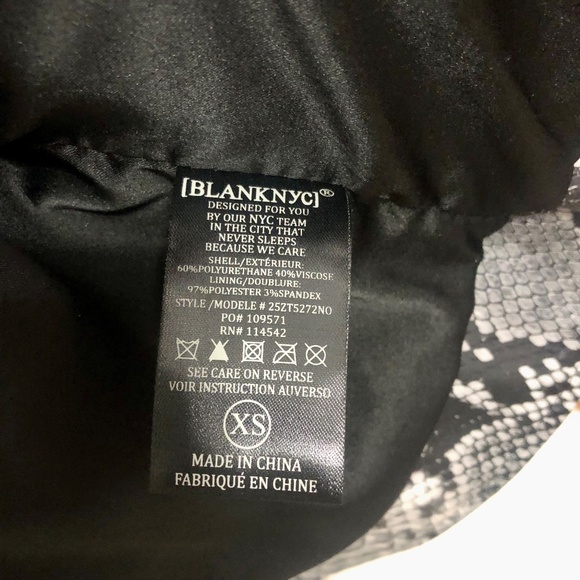 [BLANKNYC]®
DESIGNED FOR YOU
BY OUR NYC TEAM
IN THE CITY THAT
NEVER SLEEPS
BECAUSE WE CARE
SHELL/EXTÉRIEUR:
60%POLYURETHANE 40%VISCOSE
LINING/DOUBLURE:
97%POLYESTER 3%SPANDEX
STYLE /MODELE # 25ZT5272NO
PO# 109571
RN# 114542
SEE CARE ON REVERSE
VOIR INSTRUCTION AUVERSO
XS
MADE IN CHINA
FABRIQUÉ EN CHINE